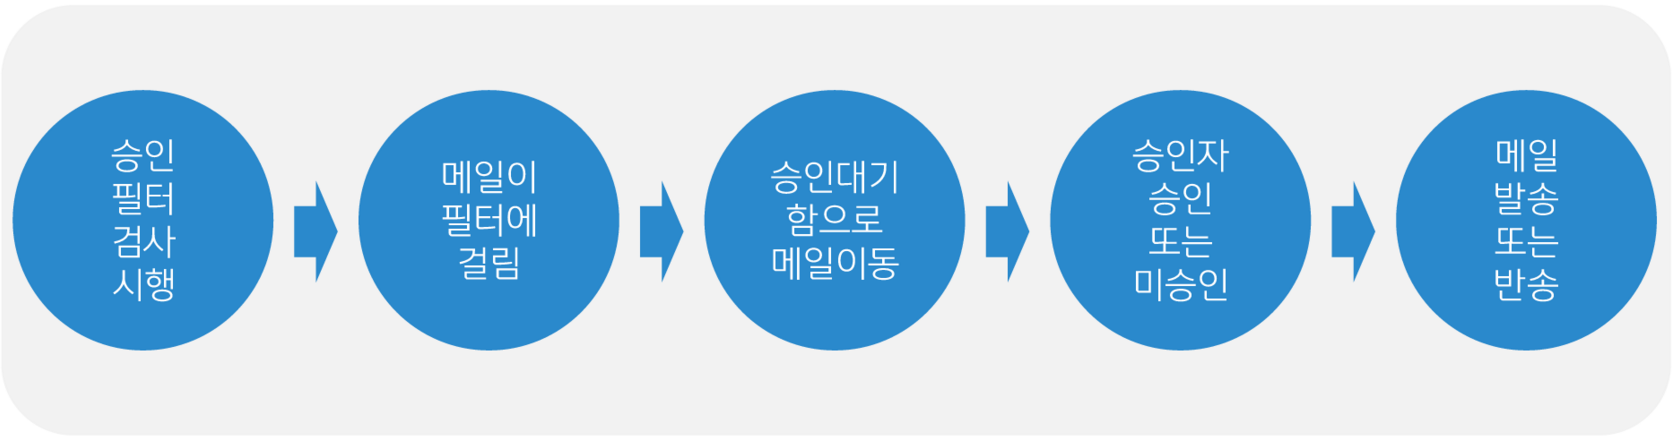 승인
필터
검사
시행
메일이
필터에
걸림
승인대기
함으로
메일이동
승인자
승인
또는
미승인
메일
발송
또는
반송